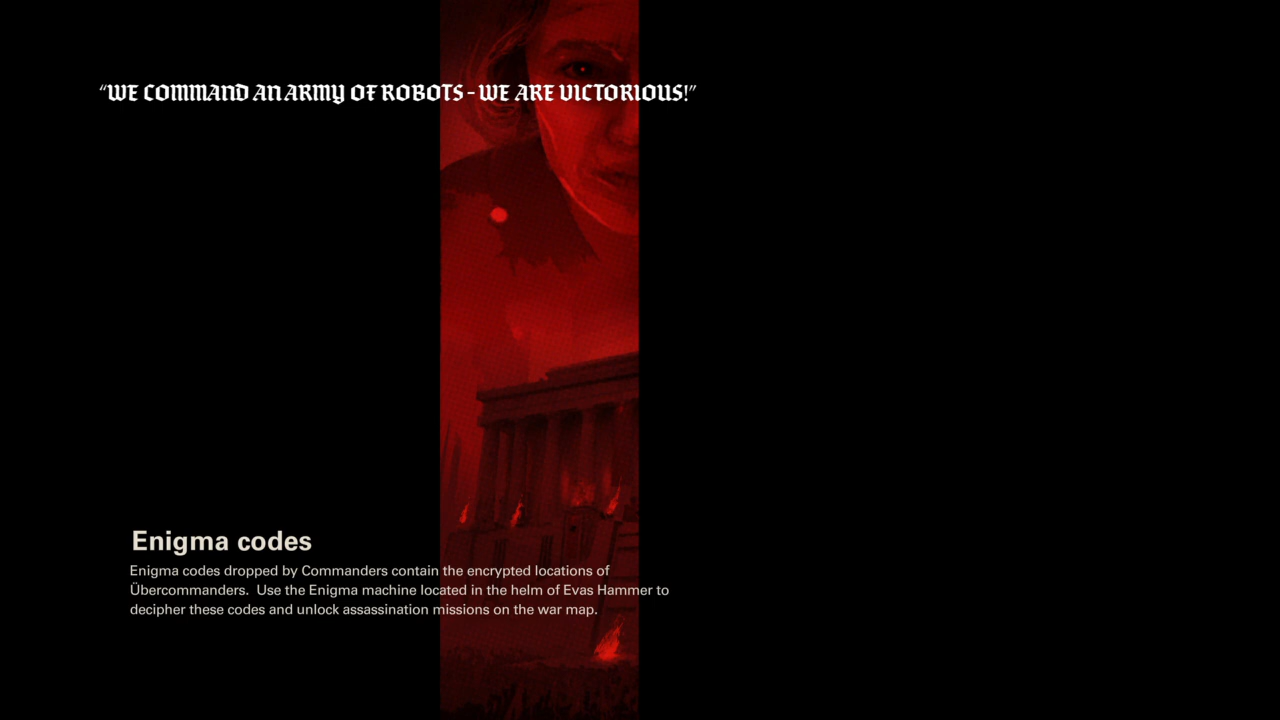 “WE COMMAND AN ARMY OF ROBOTS - WE ARE VICTORIOUS!”
Enigma codes
Enigma codes dropped by Commanders contain the encrypted locations of
Übercommanders.  Use the Enigma machine located in the helm of Evas Hammer to
decipher these codes and unlock assassination missions on the war map.